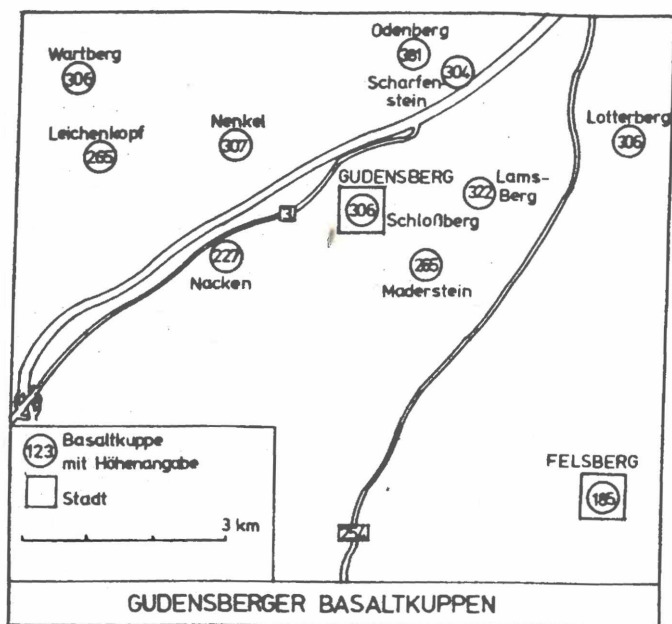 Odenberg
381
Wartberg
306
304
Scharfen-
stein
Lotterberg
306
Leichenkopf
265
Nenkel
307
GUDENSBERG
306
Schloßberg
322
Lams-
Berg
3
227
Nacken
265
Maderstein
123
Basaltkuppe
mit Höhenangabe
Stadt
3 km
FELSBERG
185
254
GUDENSBERGER BASALTKUPPEN